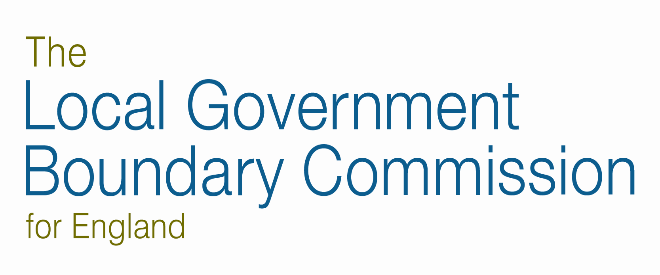 The
Local Government
Boundary Commission
for England